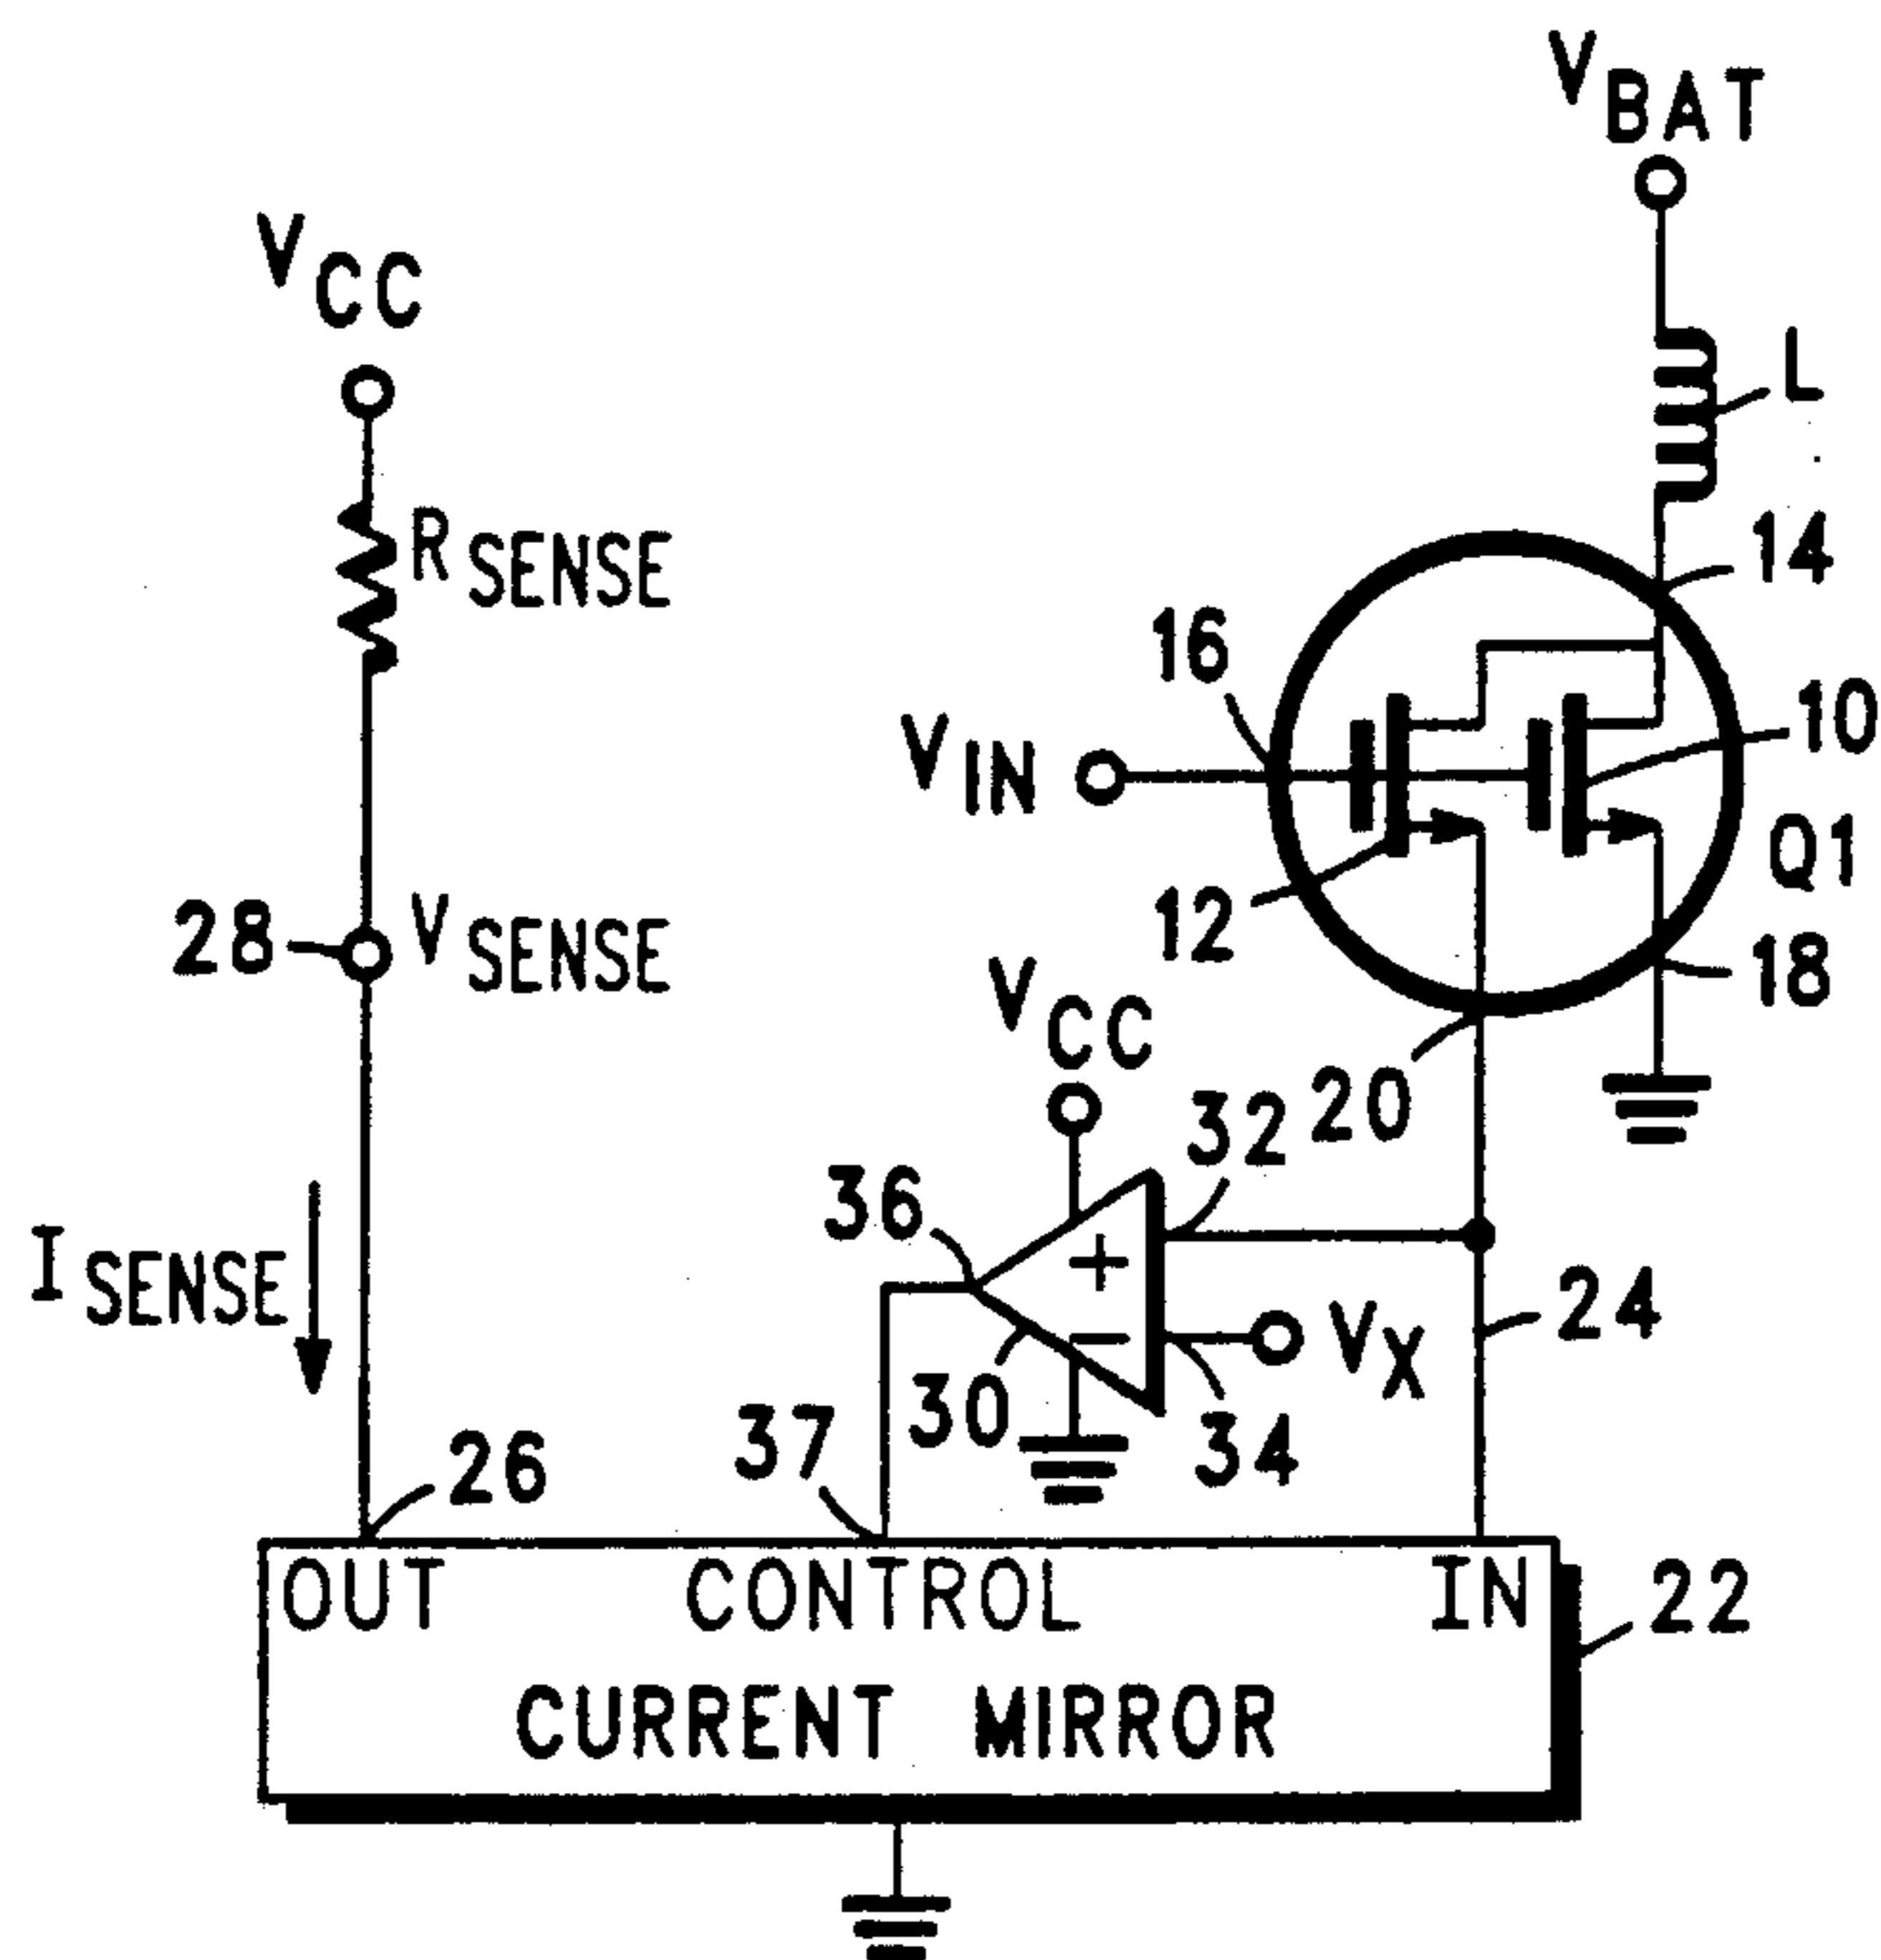 VBAT
VCC
L
RSENSE
14
16
10
VIN
Q1
12
28
VSENSE
18
VCC
20
32
36
ISENSE
24
VX
30
34
37
26
+
−
OUT CONTROL IN
22
CURRENT MIRROR